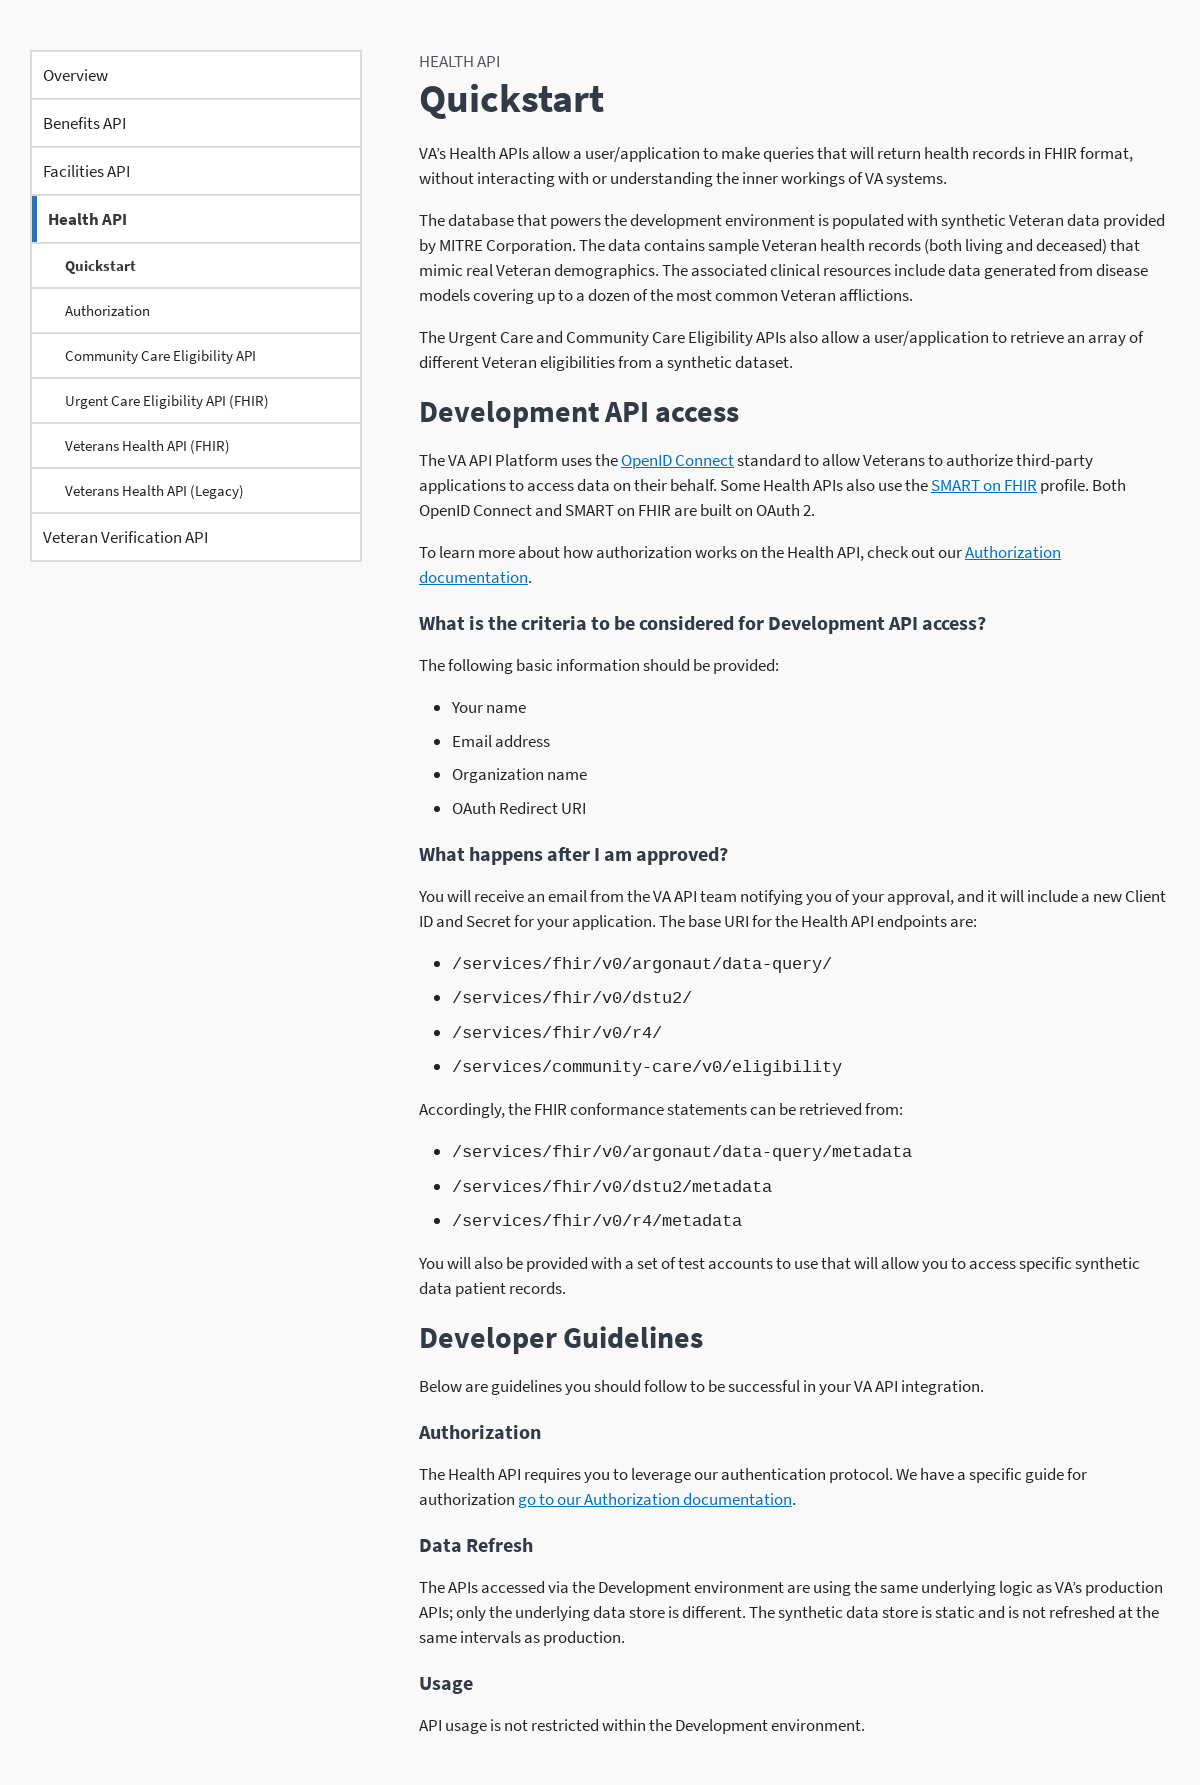 Overview
Benefits API
Facilities API
Health API
Quickstart
Authorization
Community Care Eligibility API
Urgent Care Eligibility API (FHIR)
Veterans Health API (FHIR)
Veterans Health API (Legacy)
Veteran Verification API
HEALTH API
Quickstart
VA’s Health APIs allow a user/application to make queries that will return health records in FHIR format,
without interacting with or understanding the inner workings of VA systems.
The database that powers the development environment is populated with synthetic Veteran data provided
by MITRE Corporation. The data contains sample Veteran health records (both living and deceased) that
mimic real Veteran demographics. The associated clinical resources include data generated from disease
models covering up to a dozen of the most common Veteran afflictions.
The Urgent Care and Community Care Eligibility APIs also allow a user/application to retrieve an array of
different Veteran eligibilities from a synthetic dataset.
Development API access
The VA API Platform uses the OpenID Connect standard to allow Veterans to authorize third-party
applications to access data on their behalf. Some Health APIs also use the SMART on FHIR profile. Both
OpenID Connect and SMART on FHIR are built on OAuth 2.
To learn more about how authorization works on the Health API, check out our Authorization
documentation.
What is the criteria to be considered for Development API access?
The following basic information should be provided:
• Your name
• Email address
• Organization name
• OAuth Redirect URI
What happens after I am approved?
You will receive an email from the VA API team notifying you of your approval, and it will include a new Client
ID and Secret for your application. The base URI for the Health API endpoints are:
• /services/fhir/v0/argonaut/data-query/
• /services/fhir/v0/dstu2/
• /services/fhir/v0/r4/
• /services/community-care/v0/eligibility
Accordingly, the FHIR conformance statements can be retrieved from:
• /services/fhir/v0/argonaut/data-query/metadata
• /services/fhir/v0/dstu2/metadata
• /services/fhir/v0/r4/metadata
You will also be provided with a set of test accounts to use that will allow you to access specific synthetic
data patient records.
Developer Guidelines
Below are guidelines you should follow to be successful in your VA API integration.
Authorization
The Health API requires you to leverage our authentication protocol. We have a specific guide for
authorization go to our Authorization documentation.
Data Refresh
The APIs accessed via the Development environment are using the same underlying logic as VA’s production
APIs; only the underlying data store is different. The synthetic data store is static and is not refreshed at the
same intervals as production.
Usage
API usage is not restricted within the Development environment.